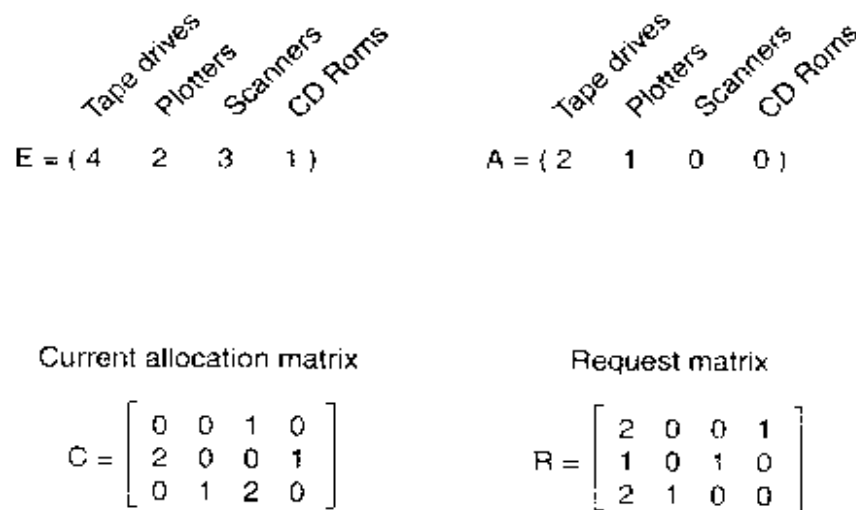 Tape drives Plotters Scanners CD Roms
E = ( 4 2 3 1 )
Tape drives Plotters Scanners CD Roms
A = ( 2 1 0 0 )
Current allocation matrix
C = [ 0 0 1 0
2 0 0 1
0 1 2 0 ]
Request matrix
R = [ 2 0 0 1
1 0 1 0
2 1 0 0 ]